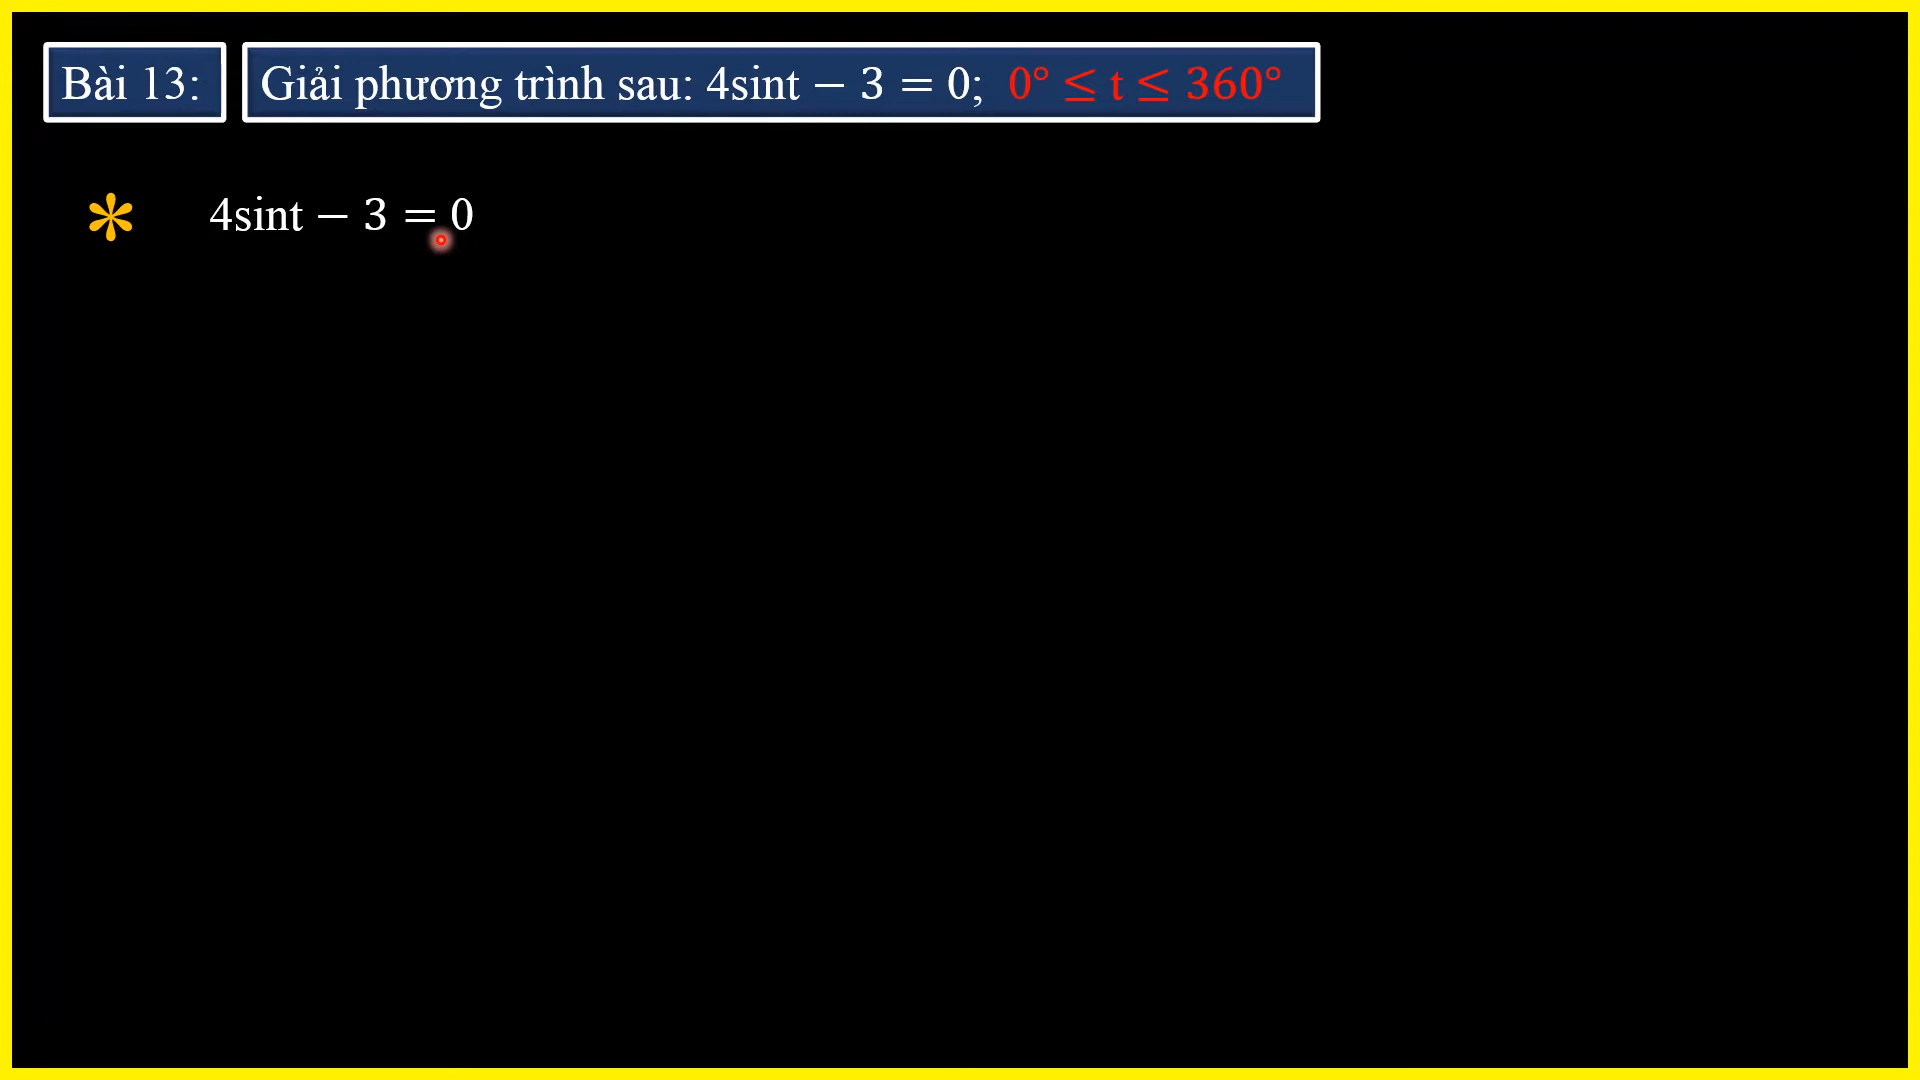 Bài 13: Giải phương trình sau: 4sint − 3 = 0; 0° ≤ t ≤ 360°
* 4sint − 3 = 0